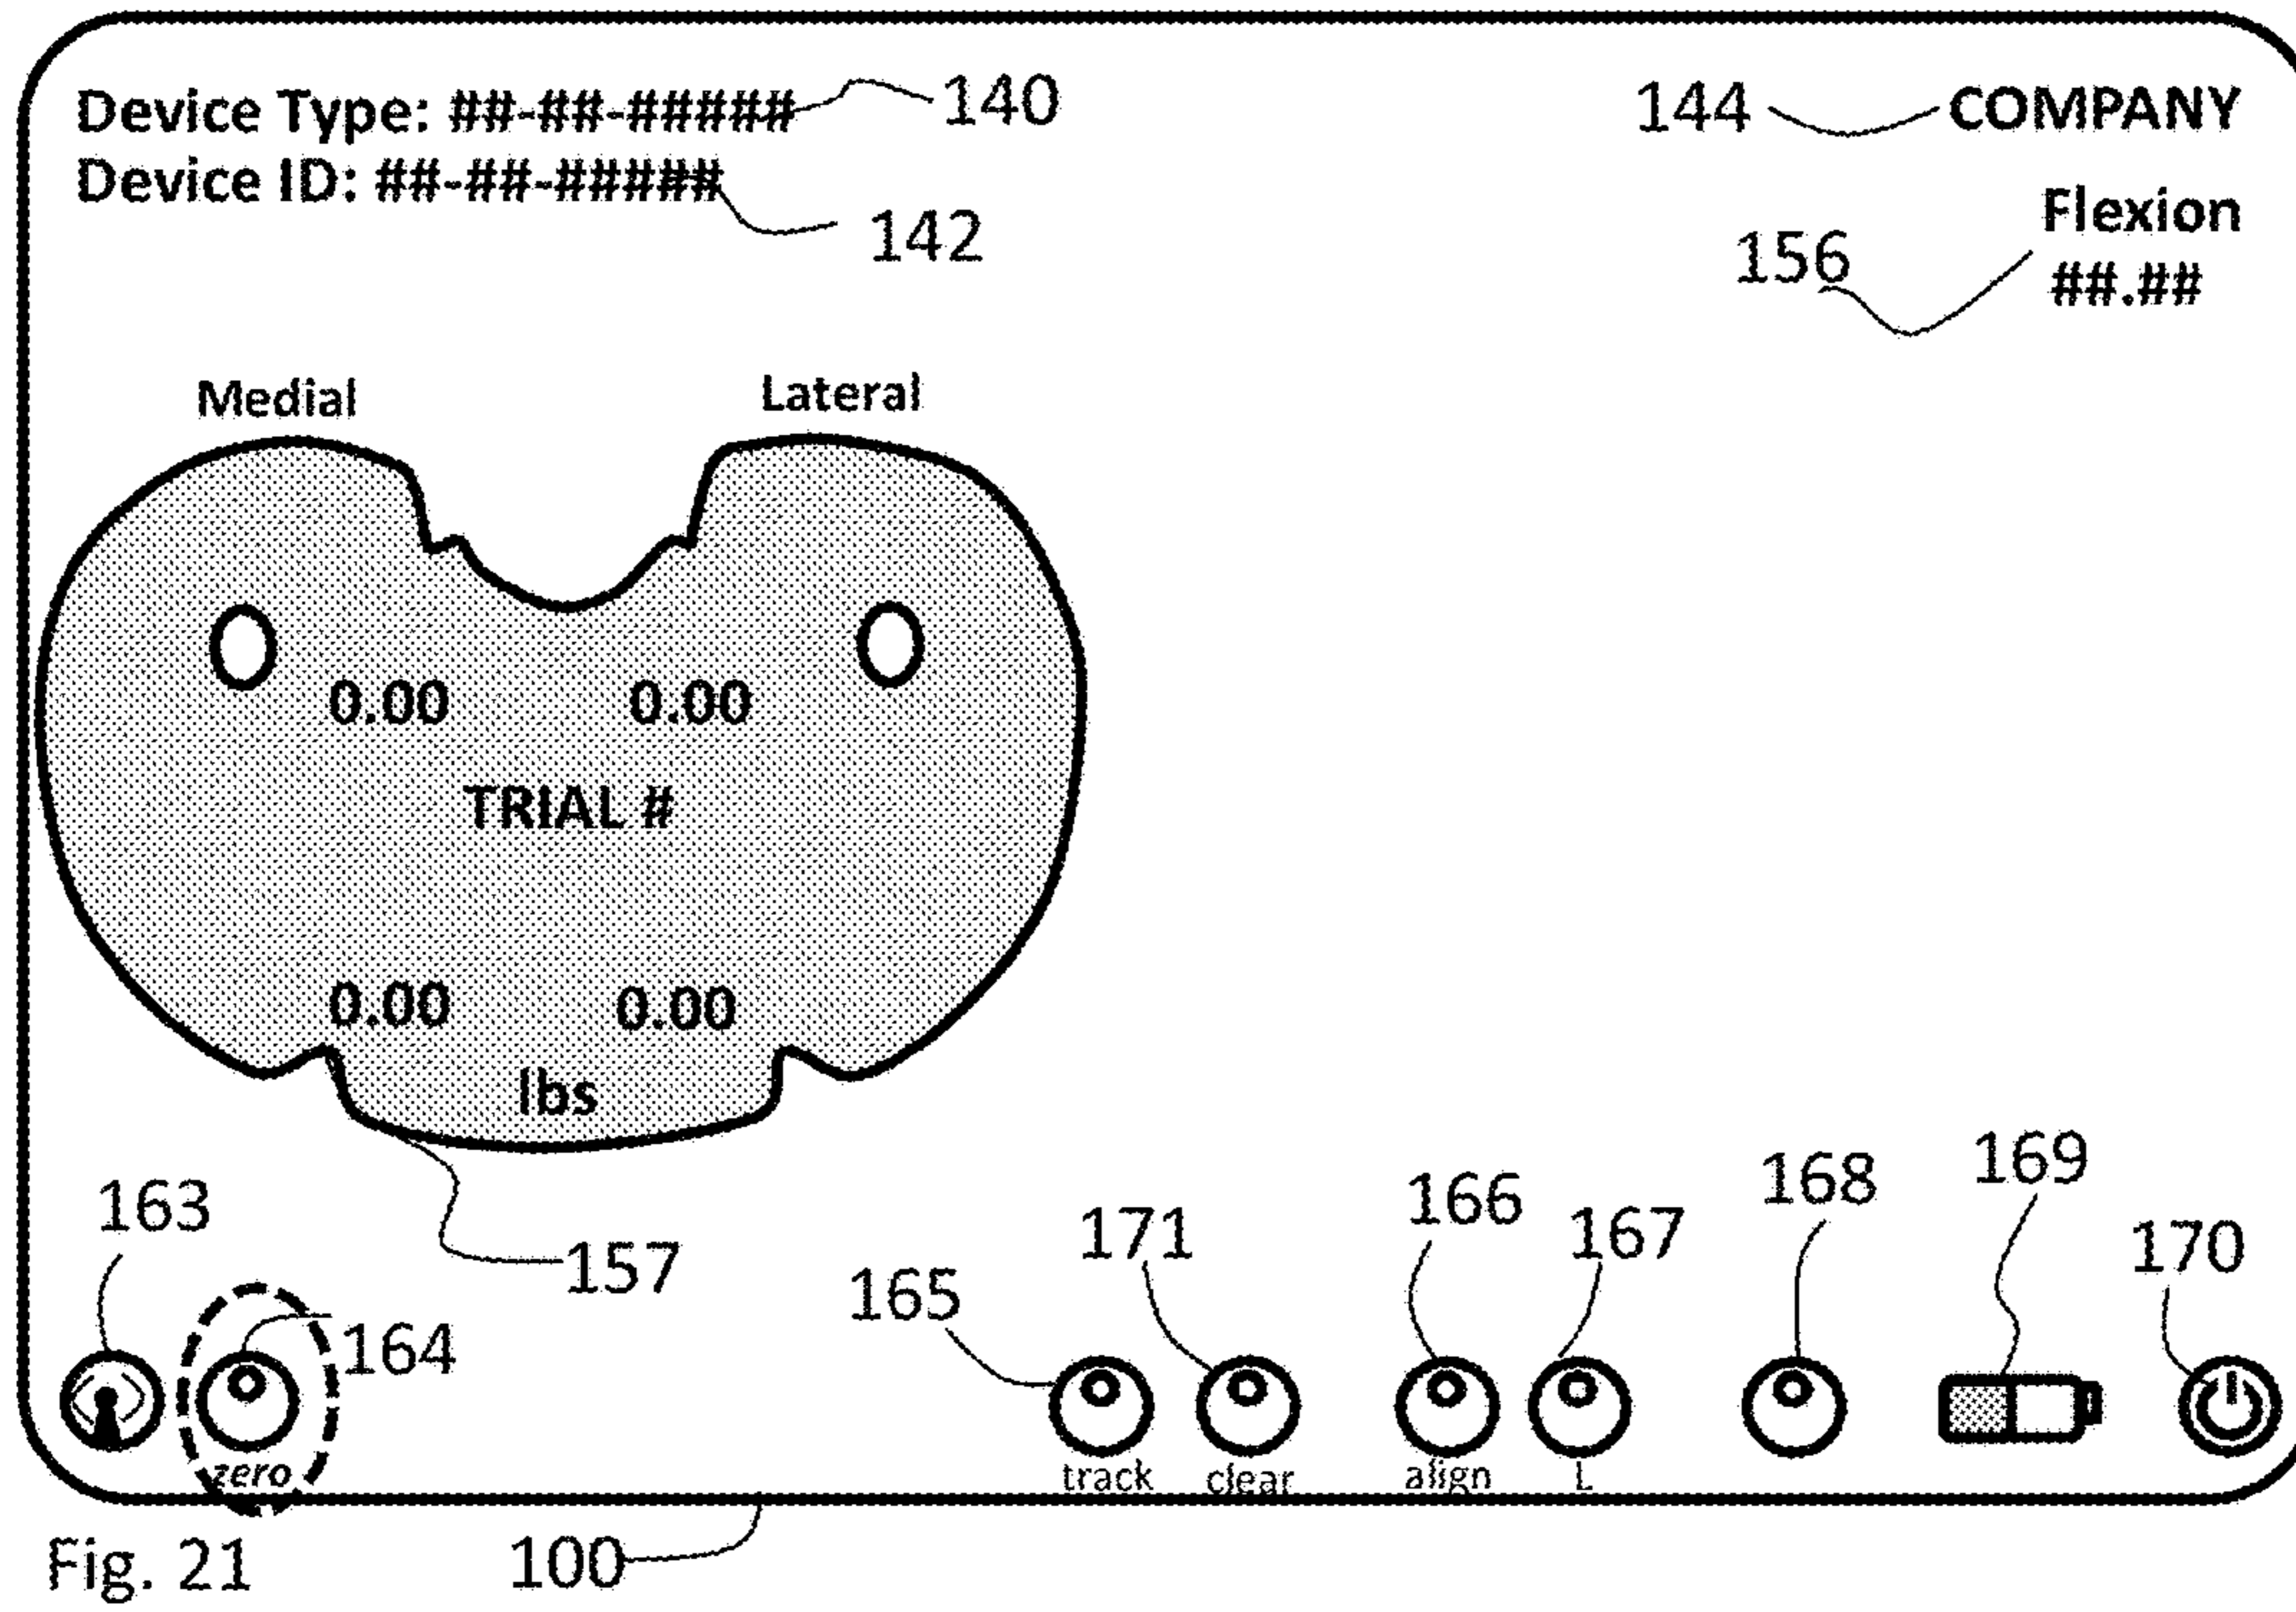 Device Type: ##-##-##### 140 144 COMPANY
Device ID: ##-##-##### 142
Flexion
156 ##.##
Medial Lateral
0.00 0.00
TRIAL #
0.00 0.00
lbs
163 157 171 166 167 168 169 170
164 165
zero track clear align L
100
Fig. 21